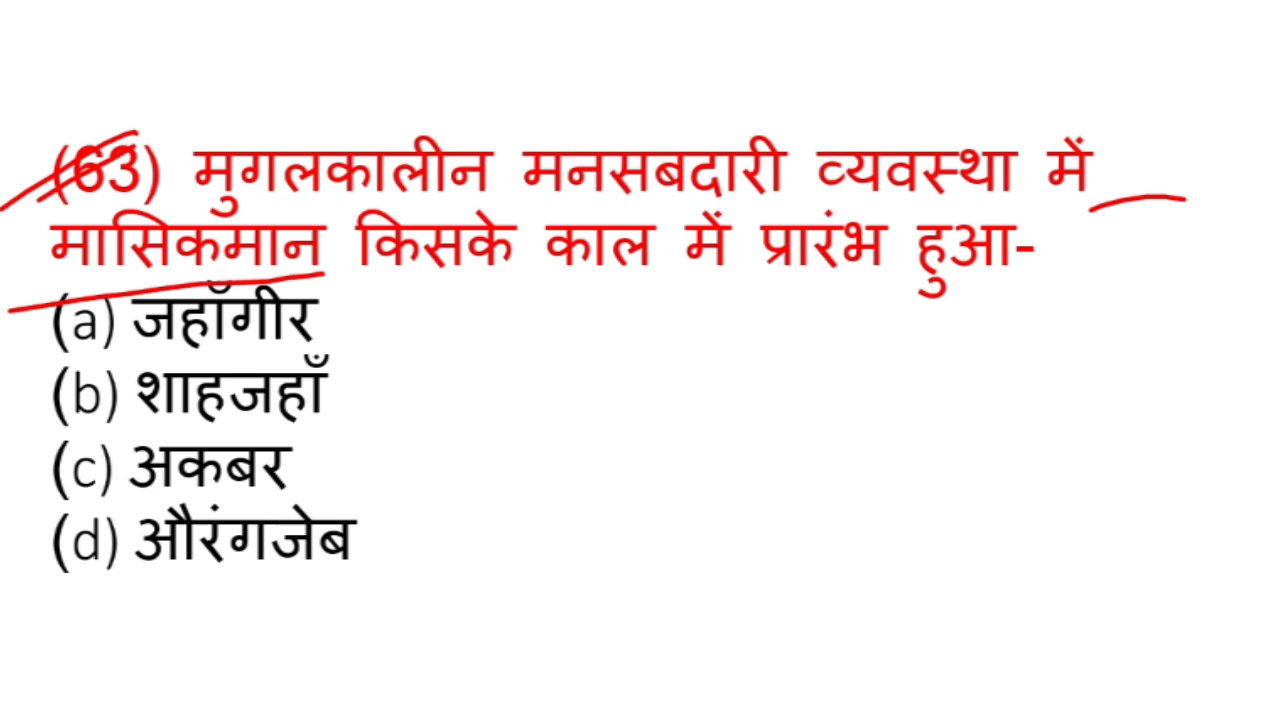 (63) मुगलकालीन मनसबदारी व्यवस्था में
मासिकमान किसके काल में प्रारंभ हुआ-
(a) जहाँगीर
(b) शाहजहाँ
(c) अकबर
(d) औरंगजेब